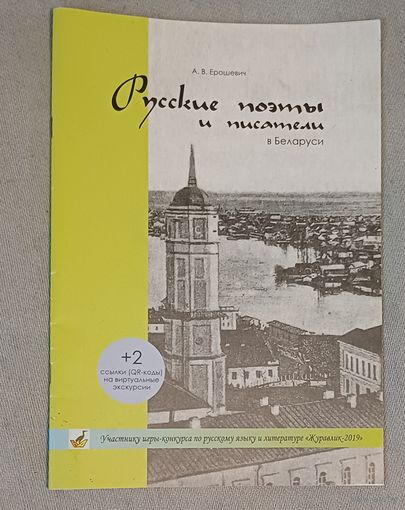 А. В. Ерошевич
Русские поэты
и писатели
в Беларуси
+2
ссылки (QR-коды)
на виртуальные
экскурсии
Участнику игры-конкурса по русскому языку и литературе «Журавлик-2019»